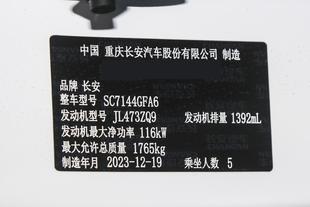 中国 重庆长安汽车股份有限公司 制造
品牌 长安
整车型号 SC7144GFA6
发动机型号 JL473ZQ9 发动机排量 1392mL
发动机最大净功率 116kW
最大允许总质量 1765kg
制造年月 2023-12-19 乘坐人数 5